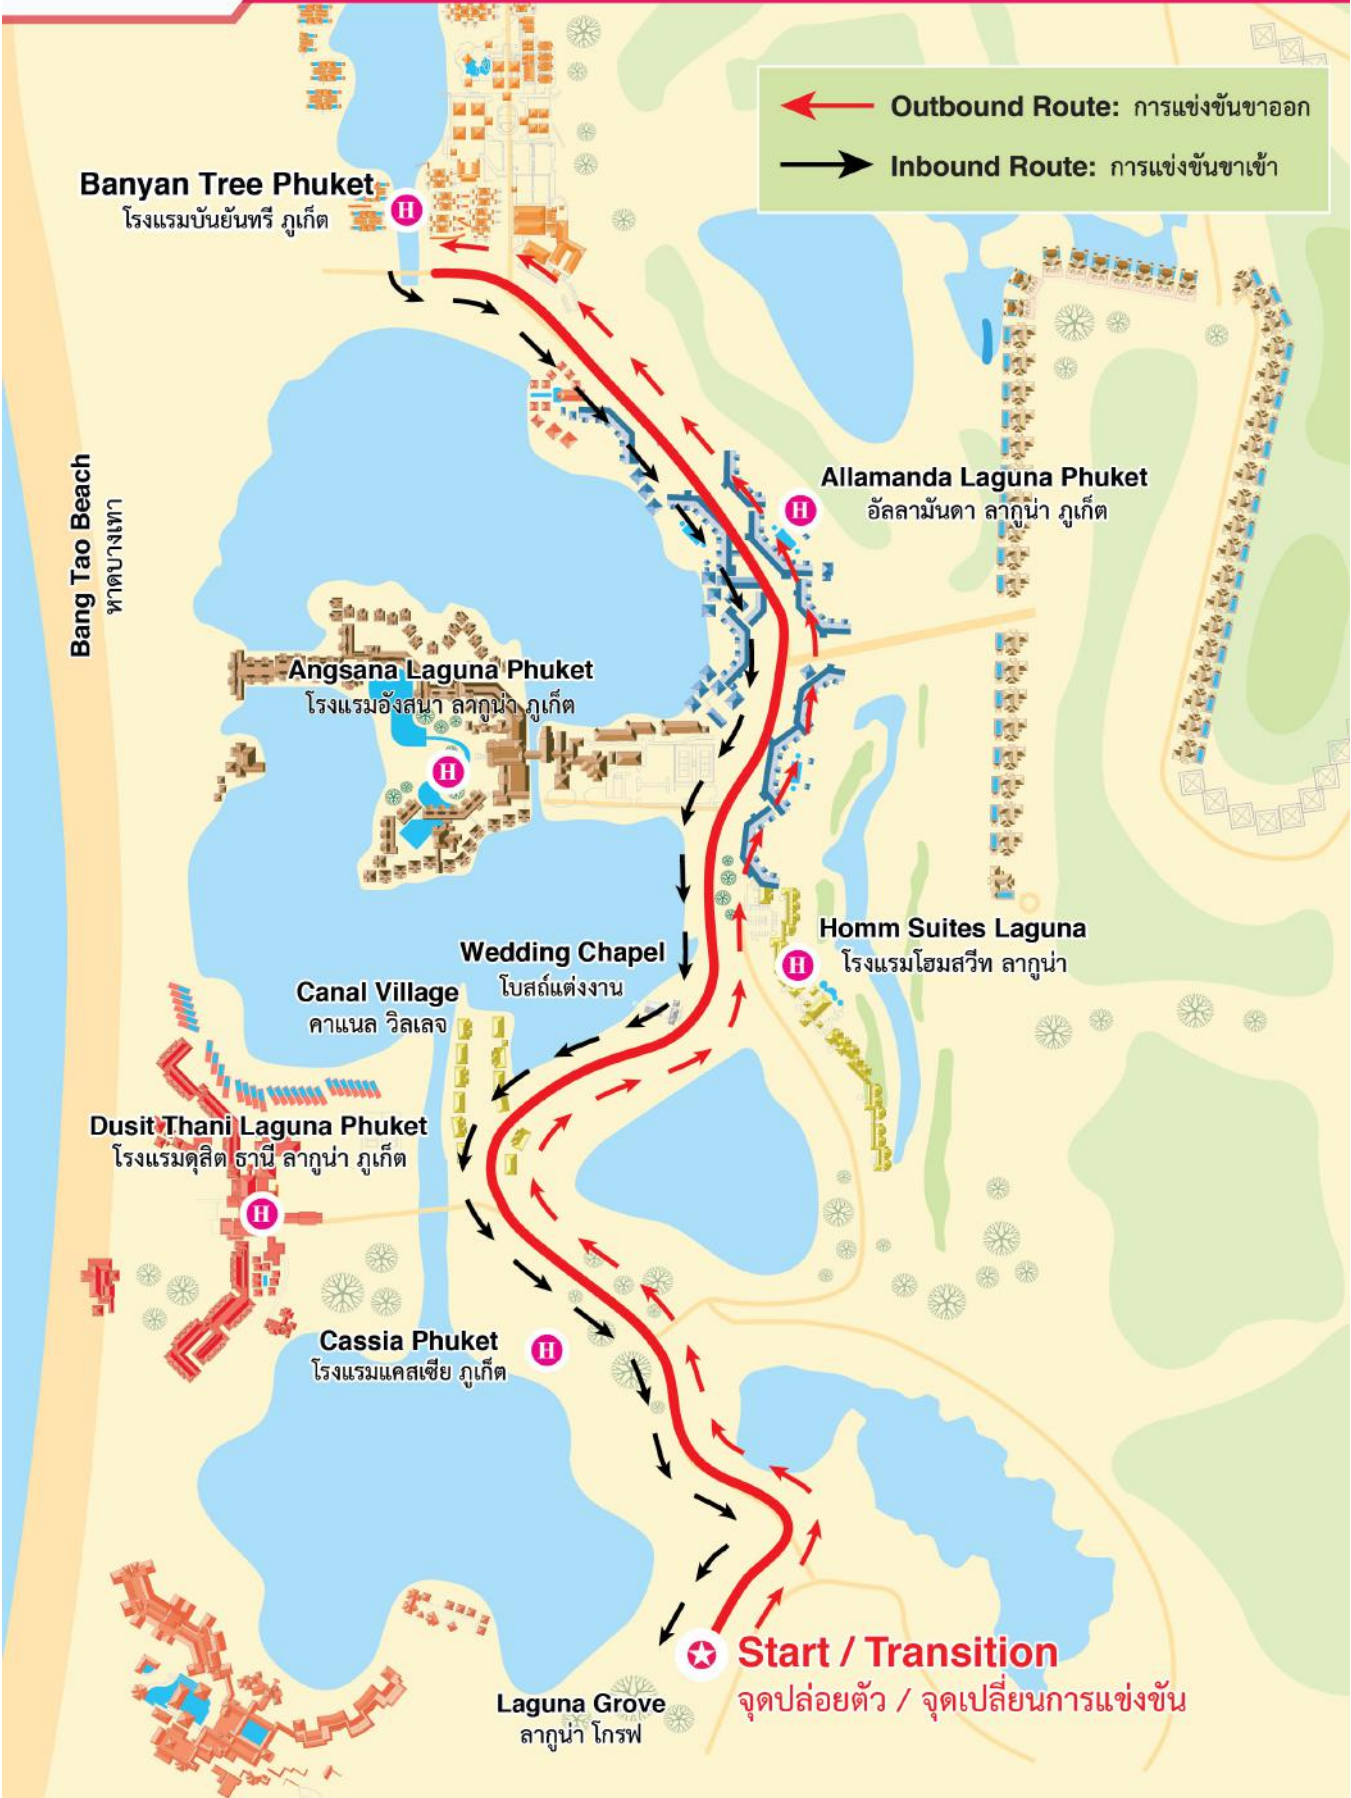 Outbound Route: การแข่งขันขาออก
Inbound Route: การแข่งขันขาเข้า
Banyan Tree Phuket
โรงแรมบันยันทรี ภูเก็ต
H
Bang Tao Beach
หาดบางเทา
Allamanda Laguna Phuket
อัลลามันดา ลากูน่า ภูเก็ต
H
Angsana Laguna Phuket
โรงแรมอังสนา ลากูน่า ภูเก็ต
H
Homm Suites Laguna
โรงแรมโฮมสวีท ลากูน่า
H
Wedding Chapel
โบสถ์แต่งงาน
Canal Village
คาแนล วิลเลจ
Dusit Thani Laguna Phuket
โรงแรมดุสิต ธานี ลากูน่า ภูเก็ต
H
Cassia Phuket
โรงแรมแคสเซีย ภูเก็ต
H
Start / Transition
จุดปล่อยตัว / จุดเปลี่ยนการแข่งขัน
Laguna Grove
ลากูน่า โกรฟ